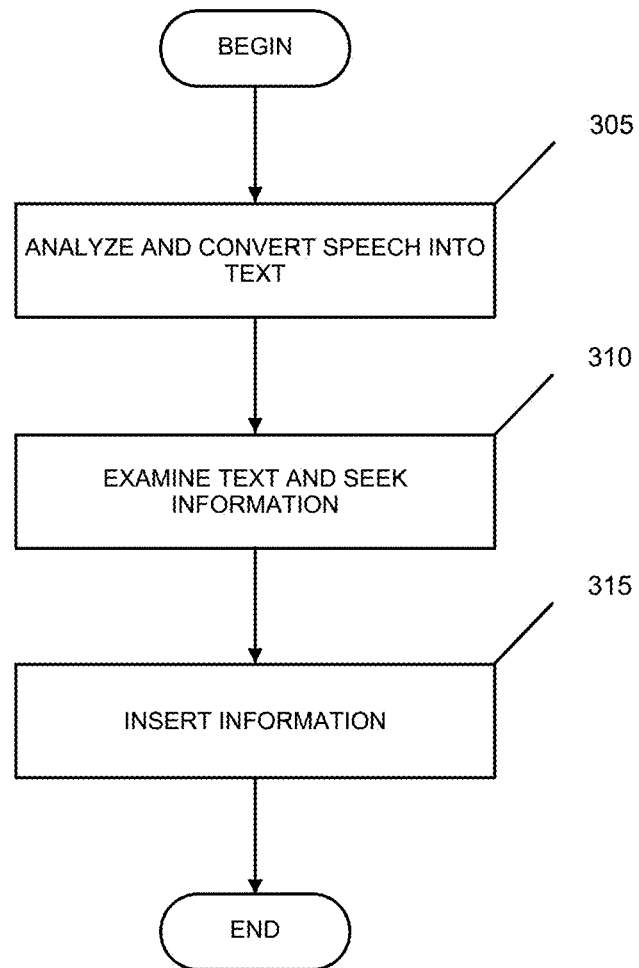 BEGIN
305
ANALYZE AND CONVERT SPEECH INTO
TEXT
310
EXAMINE TEXT AND SEEK
INFORMATION
315
INSERT INFORMATION
END